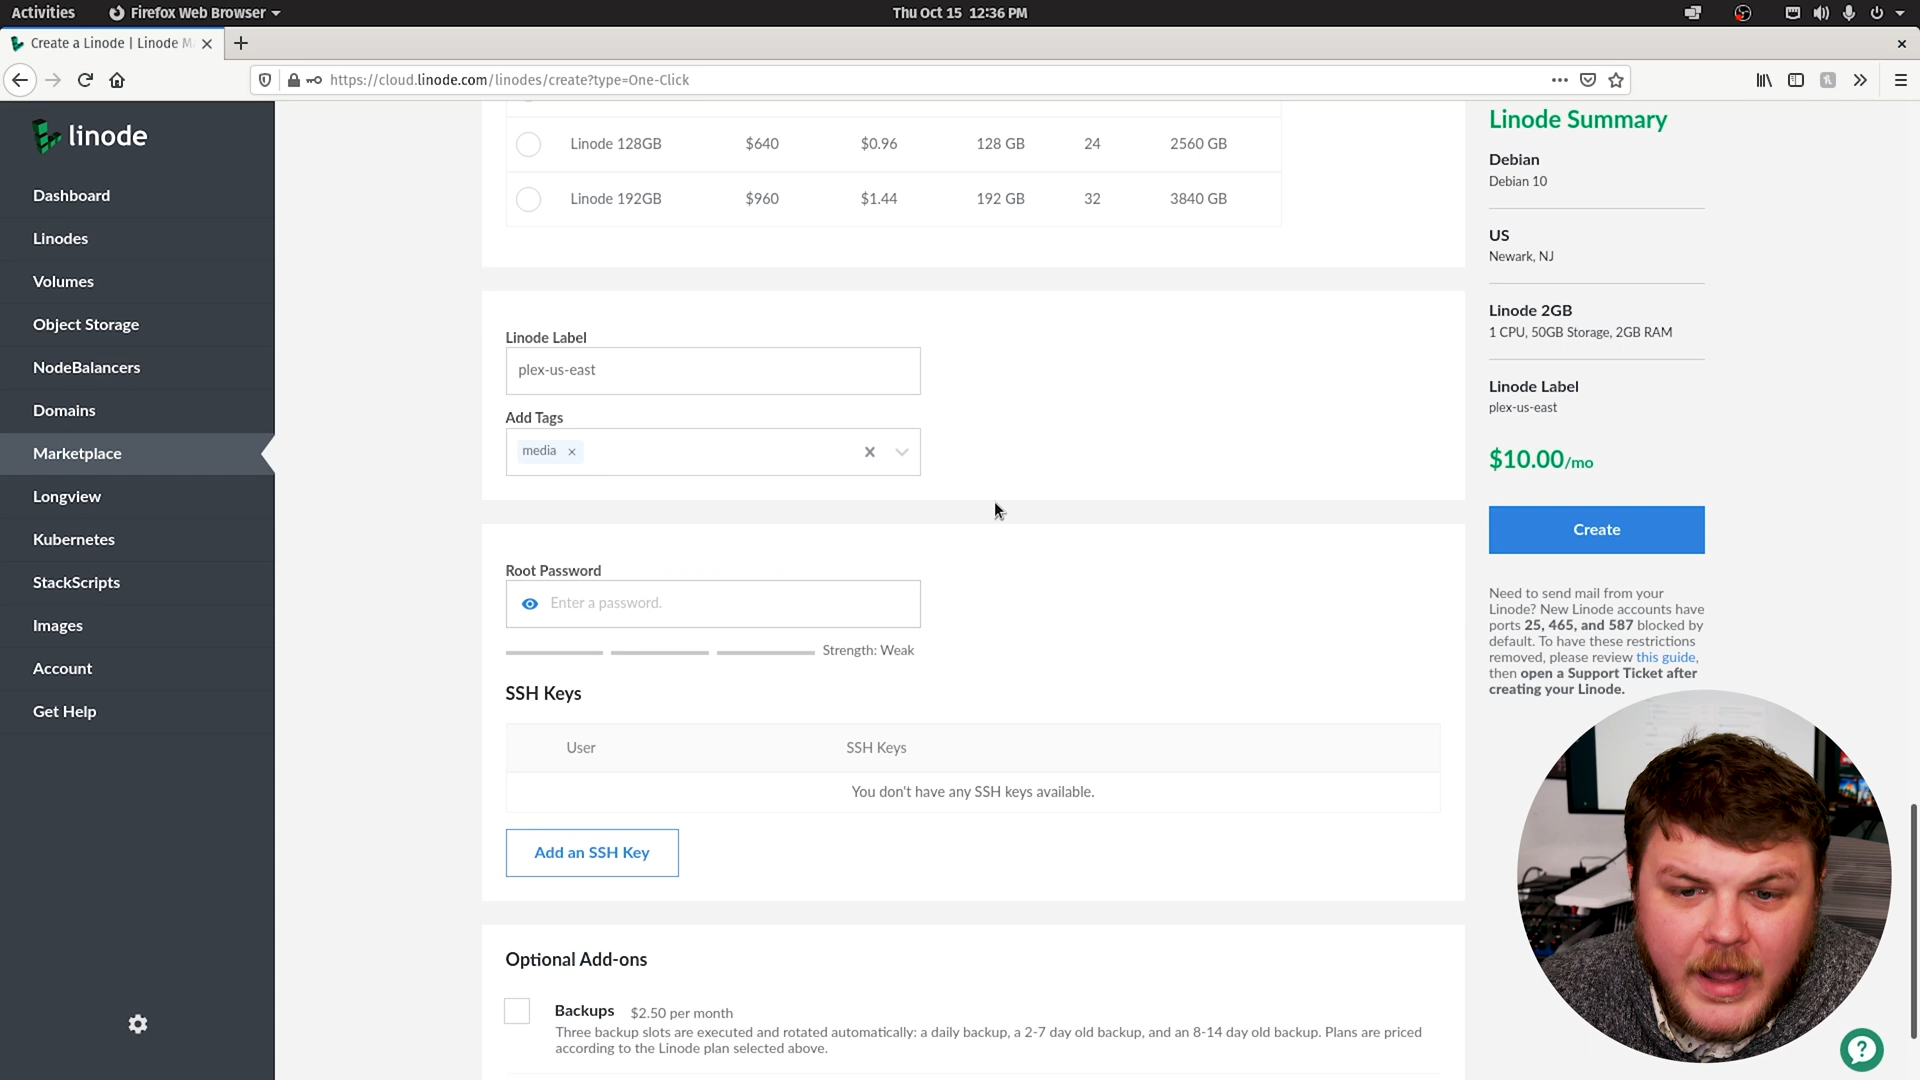 Activities
Firefox Web Browser
Thu Oct 15 12:36 PM
Create a Linode | Linode M
https://cloud.linode.com/linodes/create?type=One-Click
linode
Dashboard
Linodes
Volumes
Object Storage
NodeBalancers
Domains
Marketplace
Longview
Kubernetes
StackScripts
Images
Account
Get Help
Linode 128GB $640 $0.96 128 GB 24 2560 GB
Linode 192GB $960 $1.44 192 GB 32 3840 GB
Linode Label
plex-us-east
Add Tags
media
Root Password
Enter a password.
Strength: Weak
SSH Keys
User SSH Keys
You don't have any SSH keys available.
Add an SSH Key
Optional Add-ons
Backups $2.50 per month
Three backup slots are executed and rotated automatically: a daily backup, a 2-7 day old backup, and an 8-14 day old backup. Plans are priced
according to the Linode plan selected above.
Linode Summary
Debian
Debian 10
US
Newark, NJ
Linode 2GB
1 CPU, 50GB Storage, 2GB RAM
Linode Label
plex-us-east
$10.00/mo
Create
Need to send mail from your
Linode? New Linode accounts have
ports 25, 465, and 587 blocked by
default. To have these restrictions
removed, please review this guide,
then open a Support Ticket after
creating your Linode.